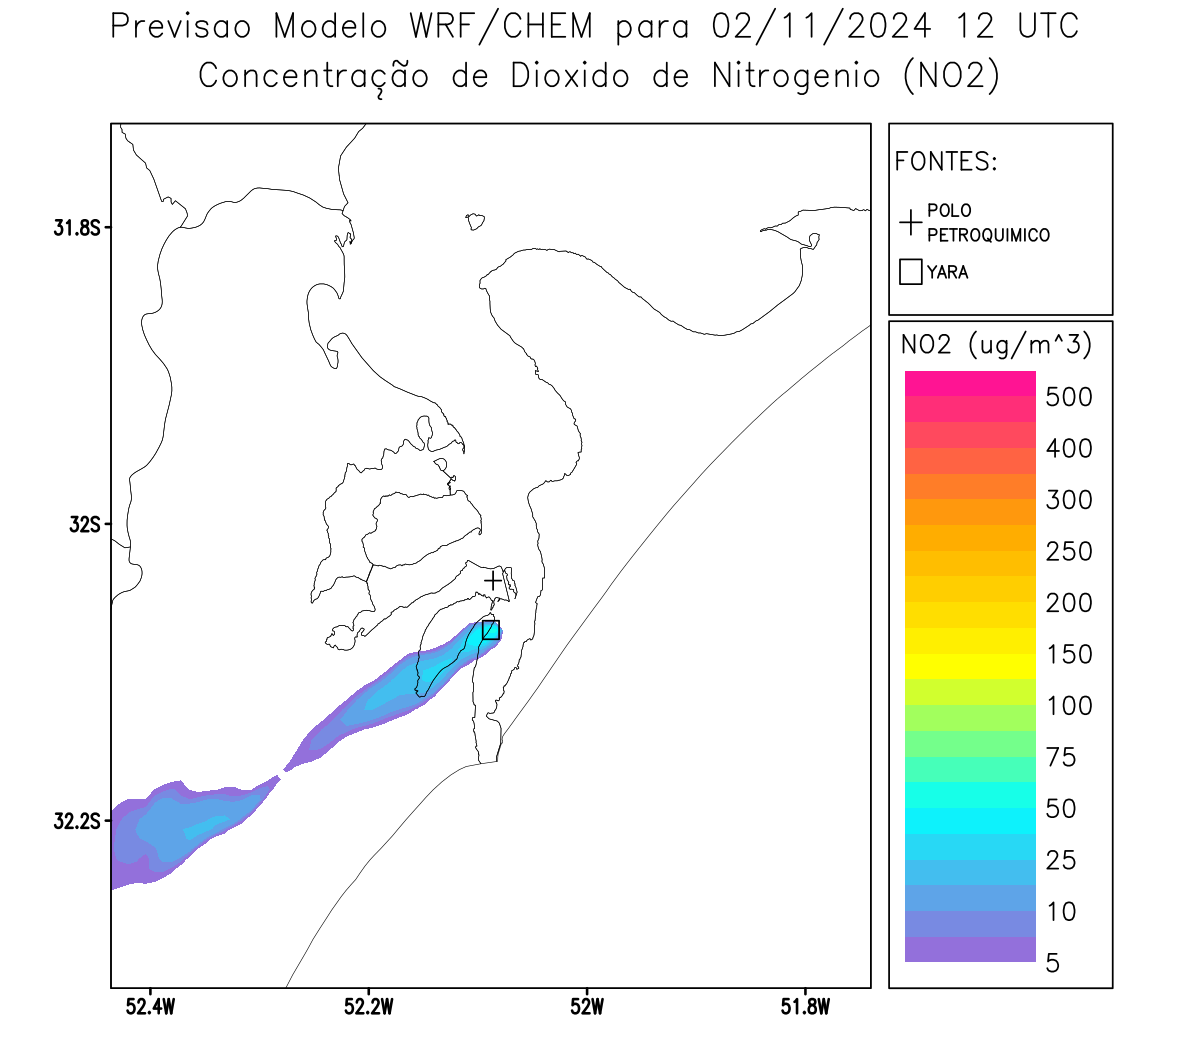 Previsao Modelo WRF/CHEM para 02/11/2024 12 UTC
Concentração de Dioxido de Nitrogenio (NO2)
FONTES:
POLO
PETROQUIMICO
YARA
NO2 (ug/m^3)
500
400
300
250
200
150
100
75
50
25
10
5
31.8S
32S
32.2S
52.4W
52.2W
52W
51.8W